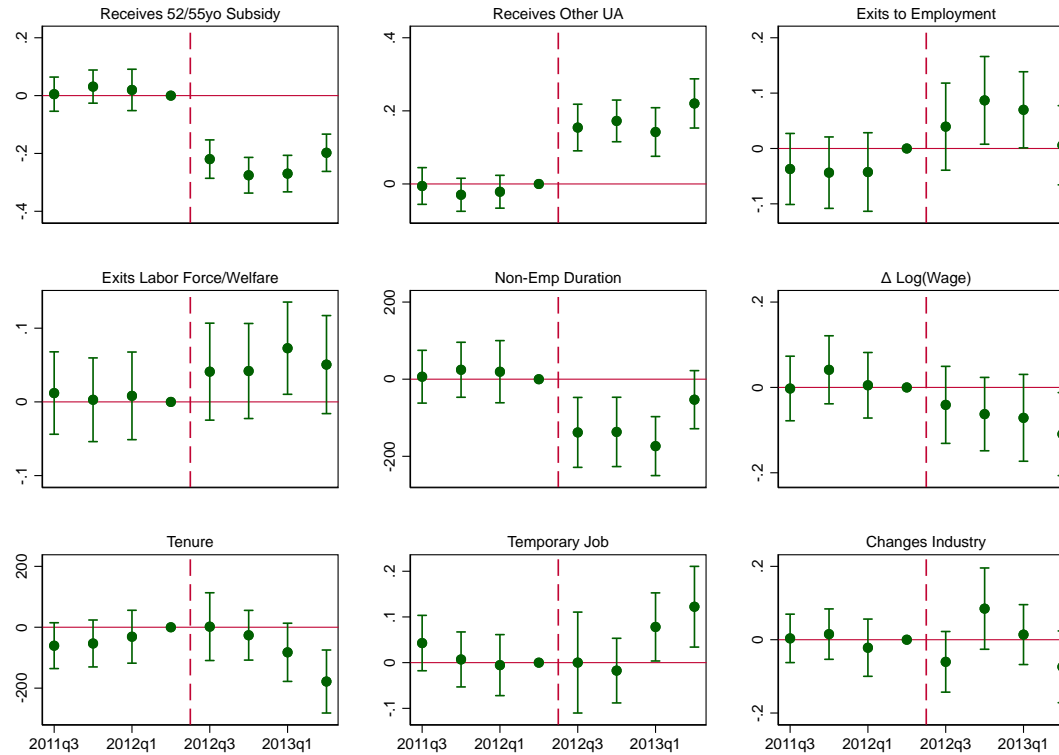 Receives 52/55yo Subsidy
.2
0
-.2
-.4
Receives Other UA
.4
.2
0
Exits to Employment
.2
.1
0
-.1
Exits Labor Force/Welfare
.1
0
-.1
Non-Emp Duration
200
0
-200
Δ Log(Wage)
.2
0
-.2
Tenure
200
0
-200
2011q3 2012q1 2012q3 2013q1
Temporary Job
.2
.1
0
-.1
2011q3 2012q1 2012q3 2013q1
Changes Industry
.2
0
-.2
2011q3 2012q1 2012q3 2013q1